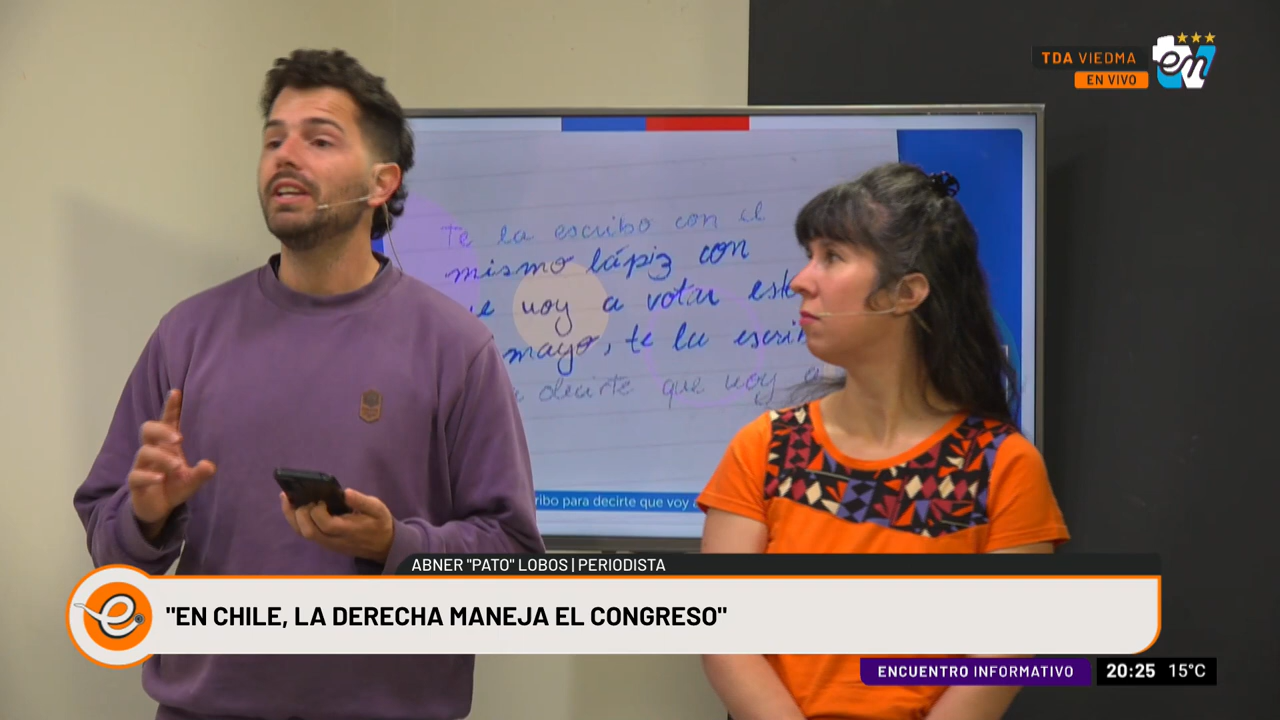 TDA VIEDMA
EN VIVO
en
Te la escribo con el
mismo lápiz con
voy a votar
mayo, te la
decirte que voy a
ribo para decirte que voy
ABNER "PATO" LOBOS | PERIODISTA
e
"EN CHILE, LA DERECHA MANEJA EL CONGRESO"
ENCUENTRO INFORMATIVO
20:25 15°C